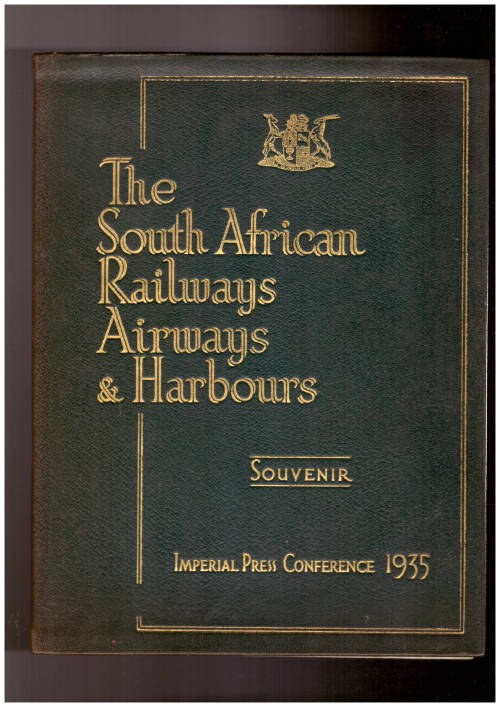 The
South African
Railways
Airways
& Harbours
SOUVENIR
IMPERIAL PRESS CONFERENCE 1935